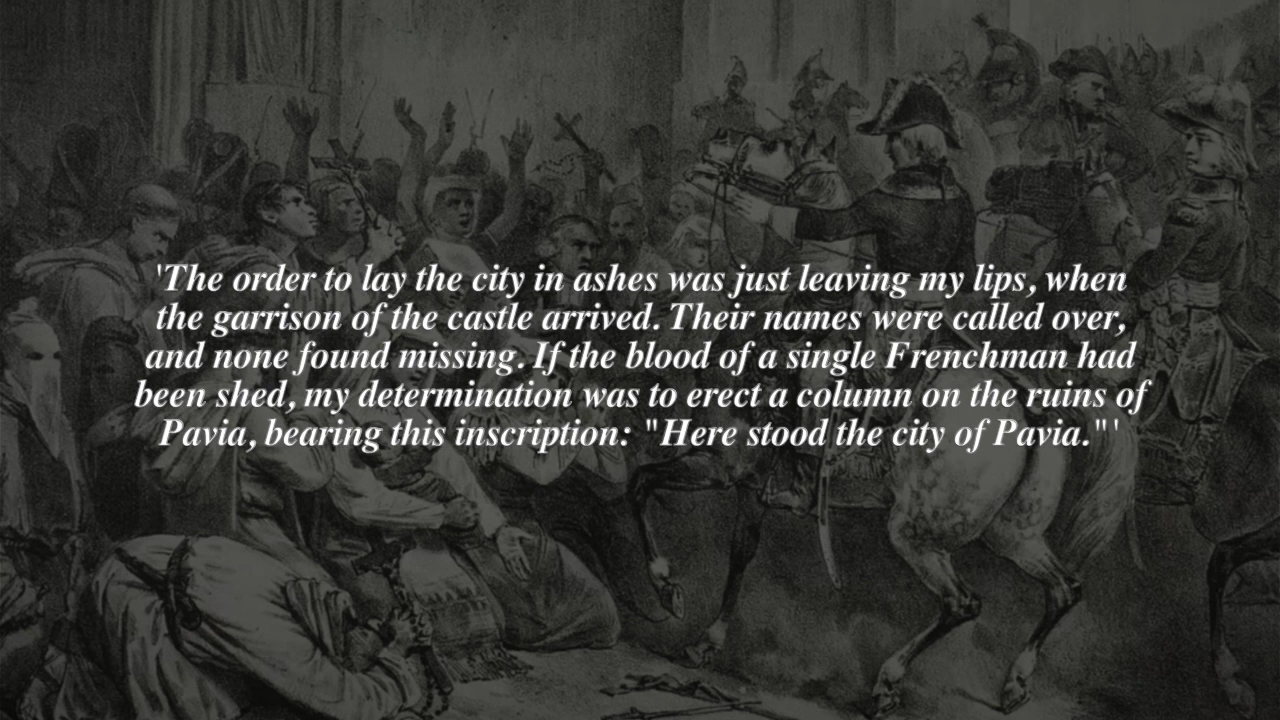 'The order to lay the city in ashes was just leaving my lips, when
the garrison of the castle arrived. Their names were called over,
and none found missing. If the blood of a single Frenchman had
been shed, my determination was to erect a column on the ruins of
Pavia, bearing this inscription: "Here stood the city of Pavia."'